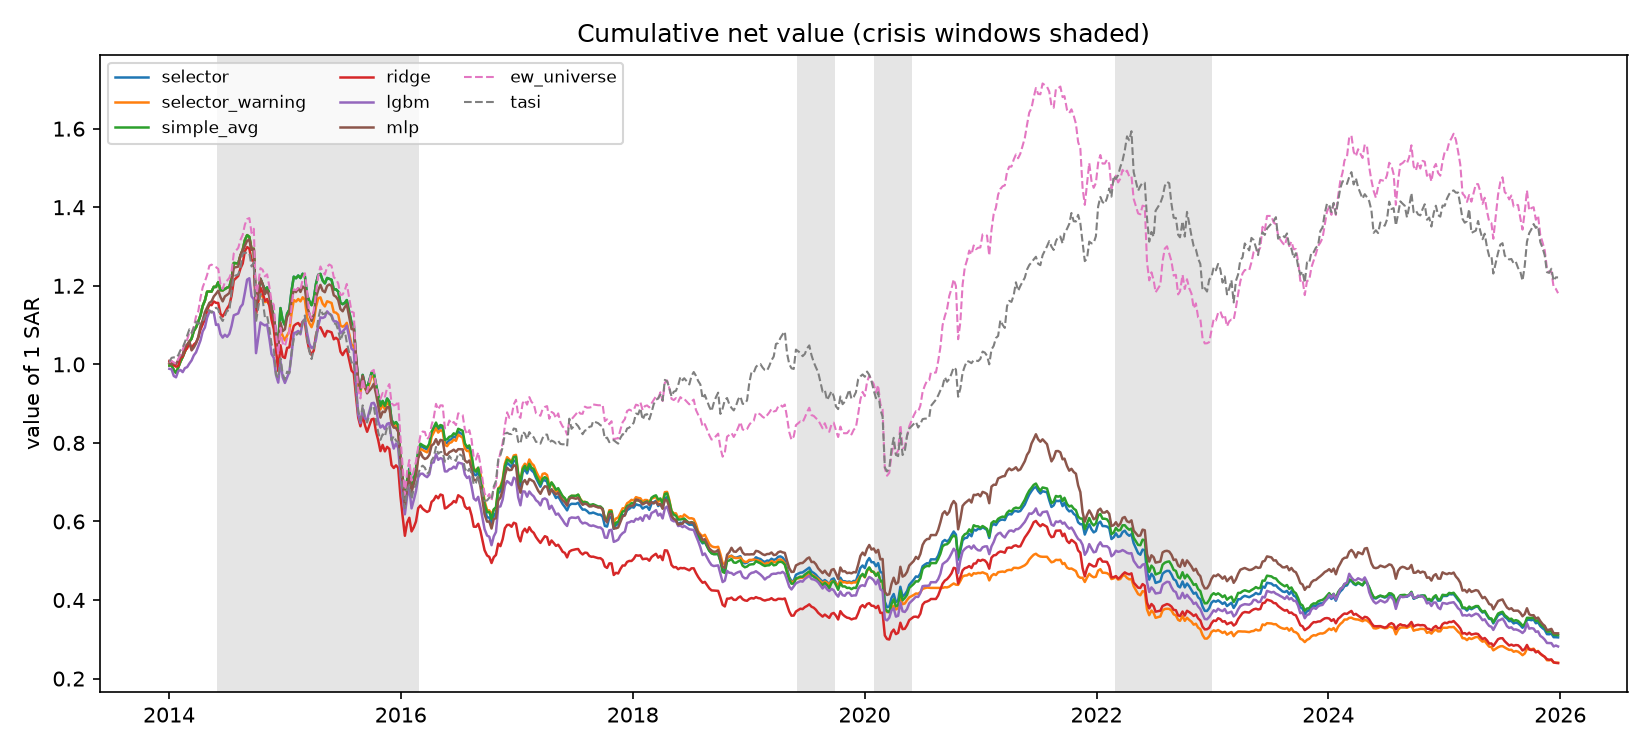 Cumulative net value (crisis windows shaded)
selector
selector_warning
simple_avg
ridge
lgbm
mlp
ew_universe
tasi
value of 1 SAR
1.6
1.4
1.2
1.0
0.8
0.6
0.4
0.2
2014 2016 2018 2020 2022 2024 2026